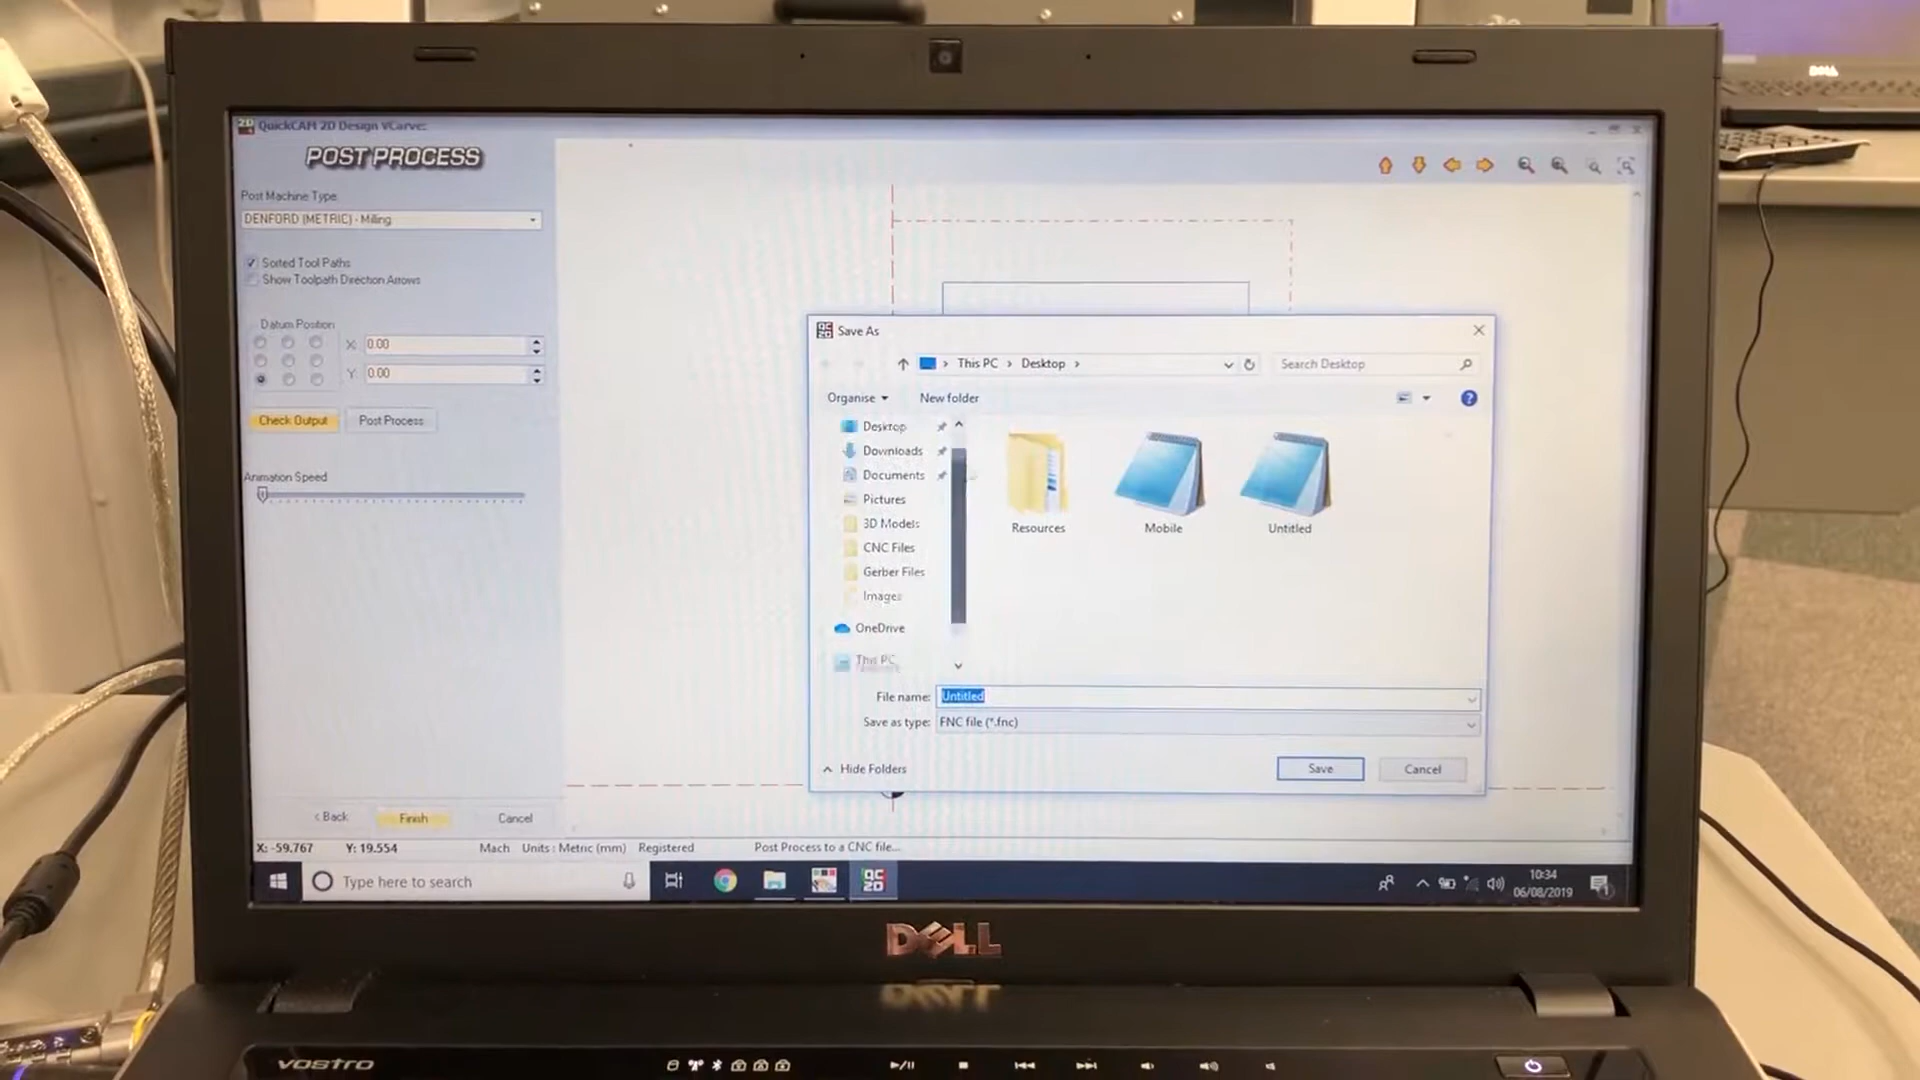 DELL
QuickCAM 2D Design VCarve:
POST PROCESS
Post Machine Type
DENFORD (METRIC) - Milling
Sorted Tool Paths
Show Toolpath Direction Arrows
Datum Position
X: 0.00
Y: 0.00
Check Output
Post Process
Animation Speed
Save As
This PC > Desktop >
Search Desktop
Organise
New folder
Desktop
Downloads
Documents
Pictures
3D Models
CNC Files
Gerber Files
Images
OneDrive
This PC
Resources
Mobile
Untitled
File name: Untitled
Save as type: FNC file (*.fnc)
Hide Folders
Save
Cancel
< Back
Finish
Cancel
X: -59.767 Y: 19.554 Mach Units : Metric (mm) Registered Post Process to a CNC file...
Type here to search
10:34
06/08/2019
DELL
vostro